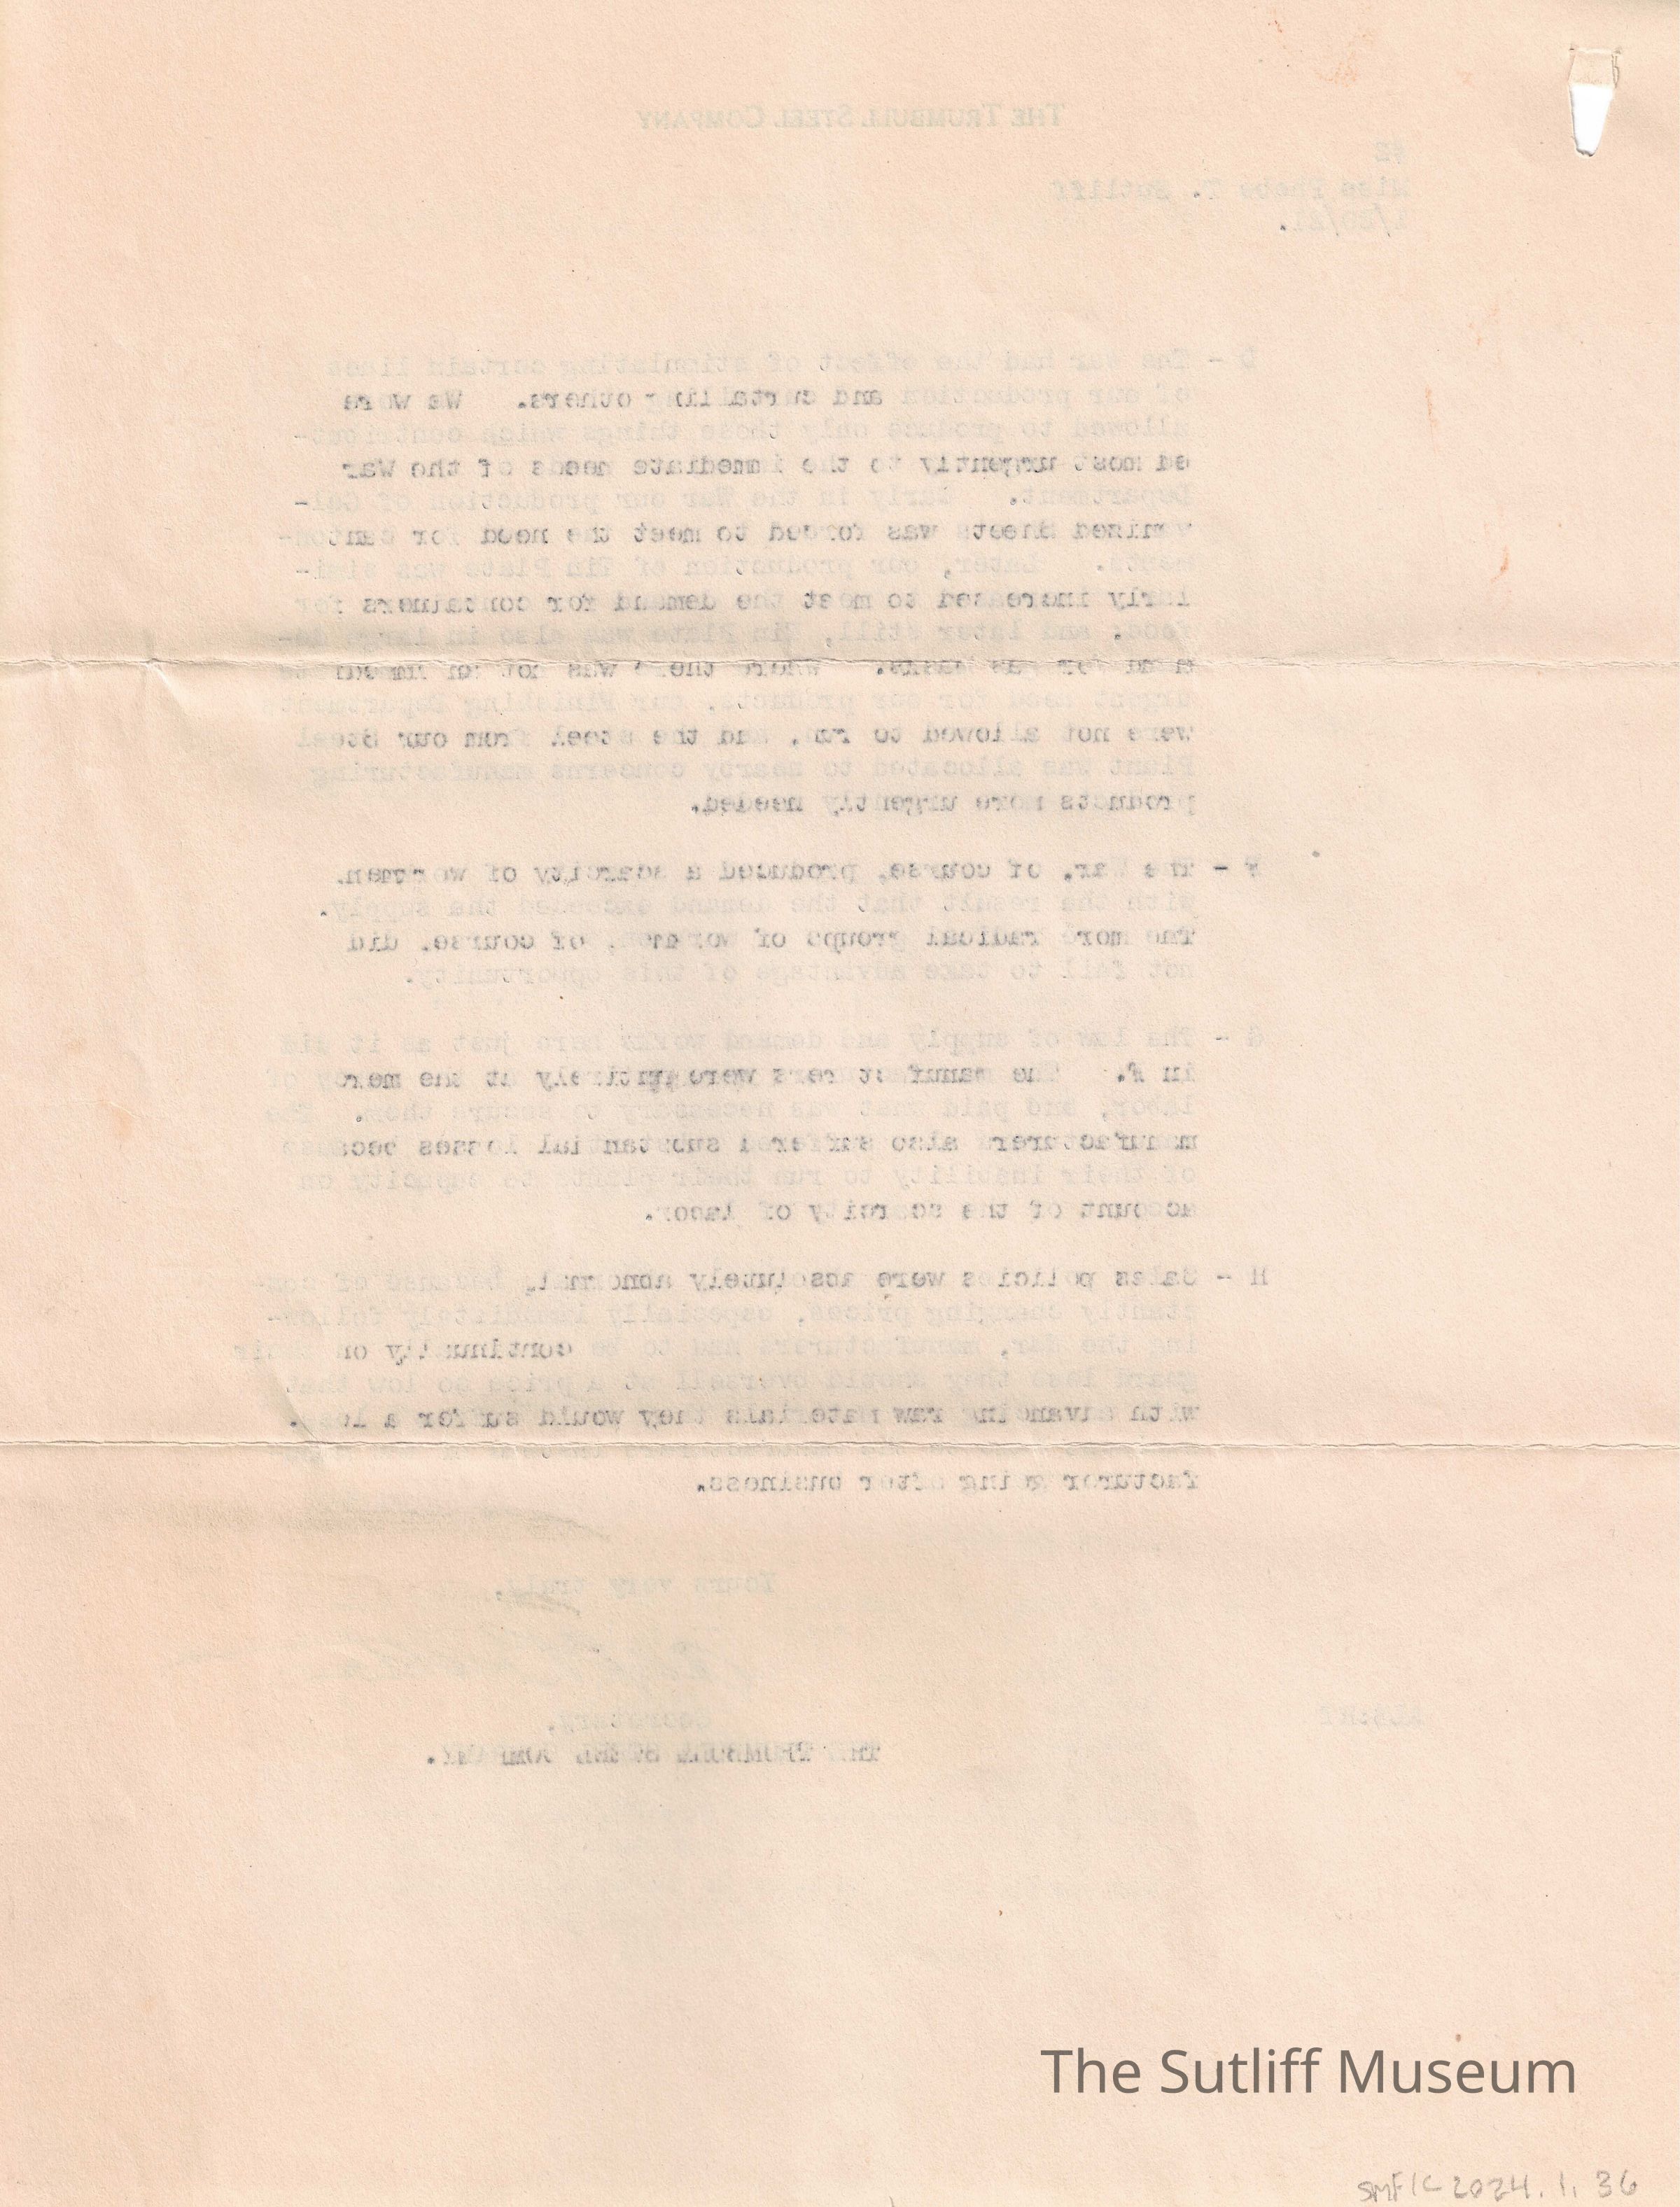 THE TRUMBULL STEEL COMPANY
#2
Miss Phebe T. Sutliff
1/30/21.
D - The war had the effect of stimulating certain lines
of our production and curtailing others. We were
allowed to produce only those things which contribut-
ed most urgently to the immediate needs of the War
Department. Early in the War our production of Gal-
vanized Sheets was forced to meet the need for canton-
ments. Later, our production of Tin Plate was simi-
larly increased to meet the demand for containers for
food; and later still, Tin Plate was also in large de-
mand for gas masks. When there was not an immediate
urgent need for our products, our Finishing Departments
were not allowed to run, and the steel from our Steel
Plant was allocated to nearby concerns manufacturing
products more urgently needed.
F - The War, of course, produced a scarcity of workmen,
with the result that the demand exceeded the supply.
The more radical groups of workmen, of course, did
not fail to take advantage of this opportunity.
G - The law of supply and demand works here just as it did
in F. The manufacturers were entirely at the mercy of
labor, and paid what was necessary to secure them. The
manufacturers also suffered substantial losses because
of their inability to run their plants to capacity on
account of the scarcity of labor.
H - Sales policies were absolutely abnormal, because of con-
stantly changing prices, especially immediately follow-
ing the War, manufacturers had to be continually on their
guard less they should oversell at a price so low that
with advancing raw materials they would suffer a loss.
facturer going after business.
Yours very truly,
Secretary,
THE TRUMBULL STEEL COMPANY.
The Sutliff Museum
SMFIC 2024.1.36